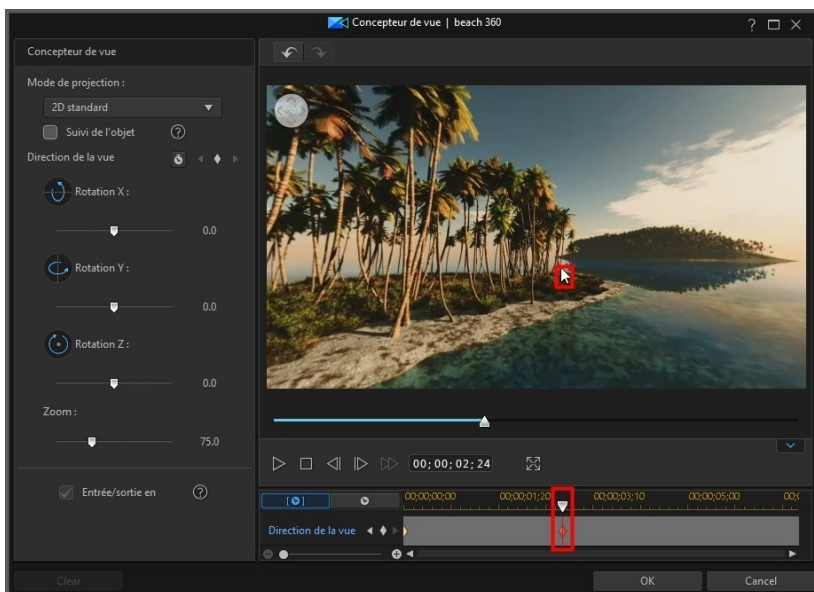 Concepteur de vue | beach 360
Concepteur de vue
Mode de projection :
2D standard
Suivi de l'objet
Direction de la vue
Rotation X :
0.0
Rotation Y :
0.0
Rotation Z :
0.0
Zoom :
75.0
Entrée/sortie en
00; 00; 02; 24
00;00;00;00 00;00;01;20 00;00;03;10 00;00;05;00
Direction de la vue
Clear
OK Cancel